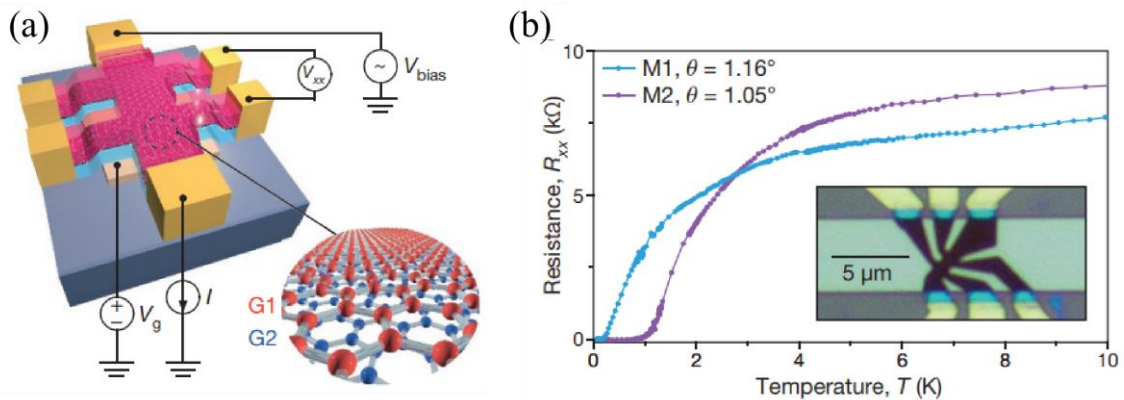 (a)
V_xx
~
V_bias
+
−
V_g
I
G1
G2
(b)
10
M1, θ = 1.16°
M2, θ = 1.05°
Resistance, R_xx (kΩ)
5
5 µm
0
0
2
4
6
8
10
Temperature, T (K)